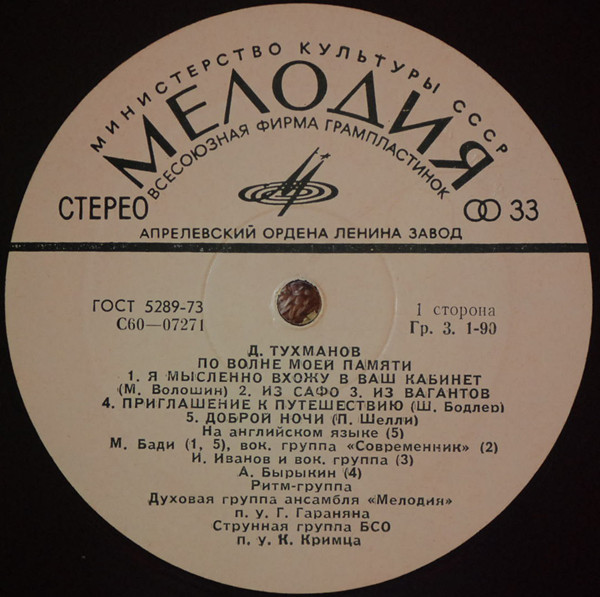 МИНИСТЕРСТВО КУЛЬТУРЫ СССР
МЕЛОДИЯ
ВСЕСОЮЗНАЯ ФИРМА ГРАМПЛАСТИНОК
СТЕРЕО
33
АПРЕЛЕВСКИЙ ОРДЕНА ЛЕНИНА ЗАВОД
ГОСТ 5289-73
С60—07271
1 сторона
Гр. 3. 1-90
Д. ТУХМАНОВ
ПО ВОЛНЕ МОЕЙ ПАМЯТИ
1. Я МЫСЛЕННО ВХОЖУ В ВАШ КАБИНЕТ
(М. Волошин) 2. ИЗ САФО 3. ИЗ ВАГАНТОВ
4. ПРИГЛАШЕНИЕ К ПУТЕШЕСТВИЮ (Ш. Бодлер)
5. ДОБРОЙ НОЧИ (П. Шелли)
На английском языке (5)
М. Бади (1, 5), вок. группа «Современник» (2)
И. Иванов и вок. группа (3)
А. Бырыкин (4)
Ритм-группа
Духовая группа ансамбля «Мелодия»
п. у. Г. Гараняна
Струнная группа БСО
п. у. К. Кримца